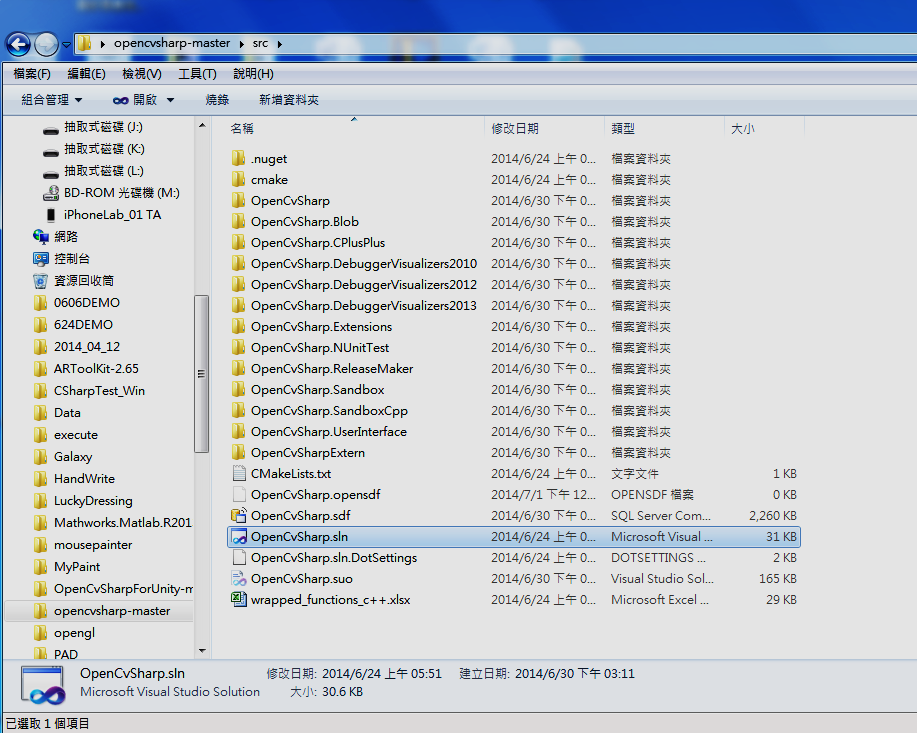 opencvsharp-master src
檔案(F) 編輯(E) 檢視(V) 工具(T) 說明(H)
組合管理 開啟 燒錄 新增資料夾
抽取式磁碟 (J:)
抽取式磁碟 (K:)
抽取式磁碟 (L:)
BD-ROM 光碟機 (M:)
iPhoneLab_01 TA
網路
控制台
資源回收筒
0606DEMO
624DEMO
2014_04_12
ARToolKit-2.65
CSharpTest_Win
Data
execute
Galaxy
HandWrite
LuckyDressing
Mathworks.Matlab.R201
mousepainter
MyPaint
OpenCvSharpForUnity-m
opencvsharp-master
opengl
PAD
名稱 修改日期 類型 大小
.nuget 2014/6/24 上午 0... 檔案資料夾
cmake 2014/6/24 上午 0... 檔案資料夾
OpenCvSharp 2014/6/30 下午 0... 檔案資料夾
OpenCvSharp.Blob 2014/6/30 下午 0... 檔案資料夾
OpenCvSharp.CPlusPlus 2014/6/30 下午 0... 檔案資料夾
OpenCvSharp.DebuggerVisualizers2010 2014/6/30 下午 0... 檔案資料夾
OpenCvSharp.DebuggerVisualizers2012 2014/6/30 下午 0... 檔案資料夾
OpenCvSharp.DebuggerVisualizers2013 2014/6/30 下午 0... 檔案資料夾
OpenCvSharp.Extensions 2014/6/30 下午 0... 檔案資料夾
OpenCvSharp.NUnitTest 2014/6/30 下午 0... 檔案資料夾
OpenCvSharp.ReleaseMaker 2014/6/30 下午 0... 檔案資料夾
OpenCvSharp.Sandbox 2014/6/30 下午 0... 檔案資料夾
OpenCvSharp.SandboxCpp 2014/6/30 下午 0... 檔案資料夾
OpenCvSharp.UserInterface 2014/6/30 下午 0... 檔案資料夾
OpenCvSharpExtern 2014/6/30 下午 0... 檔案資料夾
CMakeLists.txt 2014/6/24 上午 0... 文字文件 1 KB
OpenCvSharp.opensdf 2014/7/1 下午 12... OPENSDF 檔案 0 KB
OpenCvSharp.sdf 2014/6/30 下午 0... SQL Server Com... 2,260 KB
OpenCvSharp.sln 2014/6/24 上午 0... Microsoft Visual ... 31 KB
OpenCvSharp.sln.DotSettings 2014/6/24 上午 0... DOTSETTINGS ... 2 KB
OpenCvSharp.suo 2014/6/30 下午 0... Visual Studio Sol... 165 KB
wrapped_functions_c++.xlsx 2014/6/24 上午 0... Microsoft Excel ... 29 KB
OpenCvSharp.sln 修改日期: 2014/6/24 上午 05:51 建立日期: 2014/6/30 下午 03:11
Microsoft Visual Studio Solution 大小: 30.6 KB
已選取 1 個項目